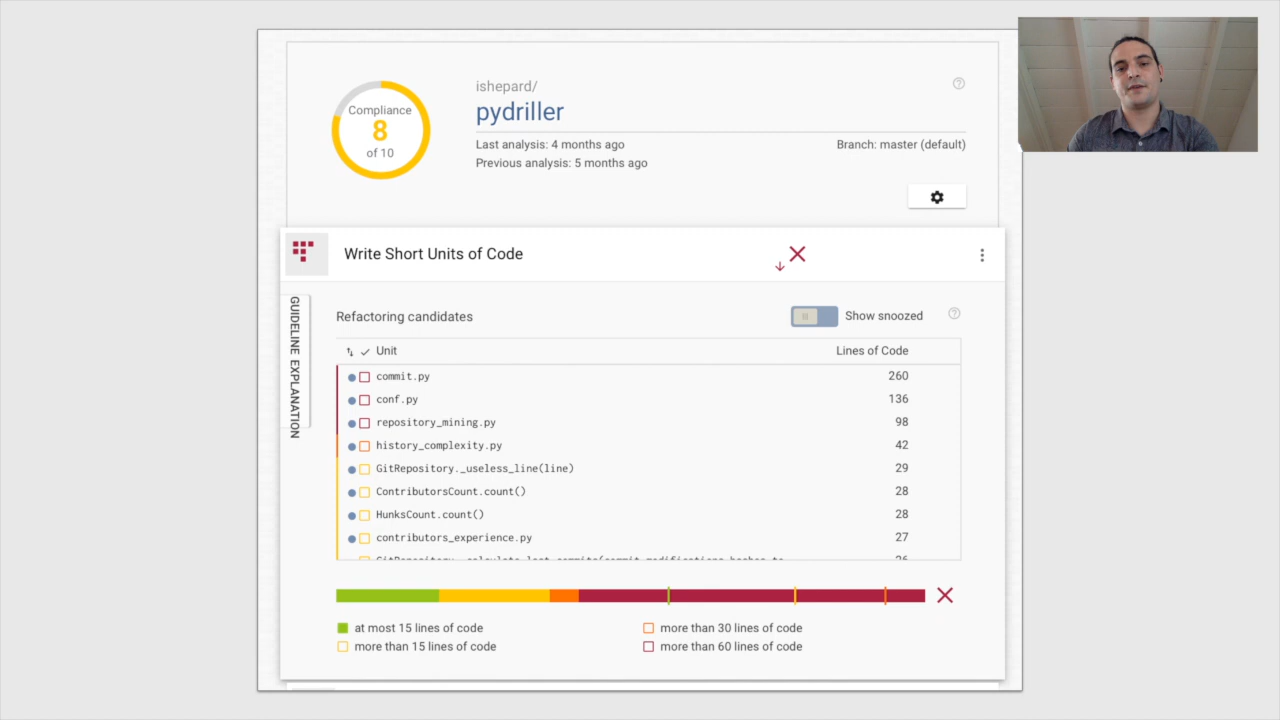 Compliance
8
of 10
ishepard/
pydriller
Last analysis: 4 months ago
Branch: master (default)
Previous analysis: 5 months ago
Write Short Units of Code
GUIDELINE EXPLANATION
Refactoring candidates
Show snoozed
Unit
Lines of Code
commit.py 260
conf.py 136
repository_mining.py 98
history_complexity.py 42
GitRepository._useless_line(line) 29
ContributorsCount.count() 28
HunksCount.count() 28
contributors_experience.py 27
at most 15 lines of code
more than 30 lines of code
more than 15 lines of code
more than 60 lines of code